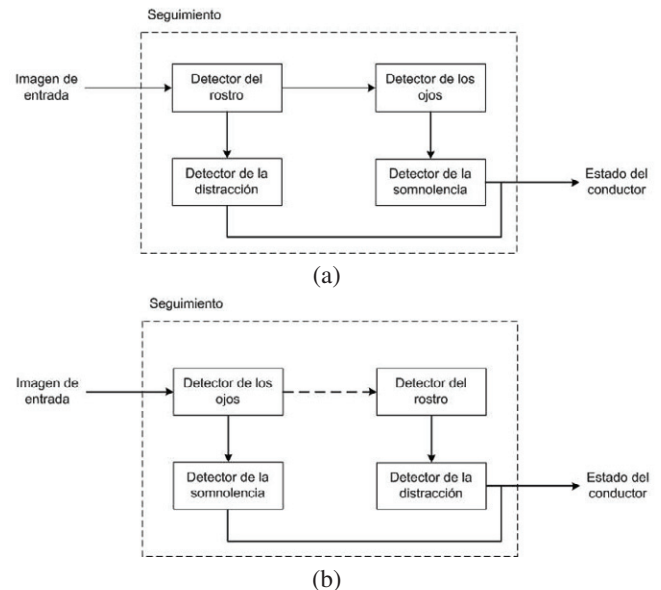 Seguimiento
Imagen de
entrada
Detector del
rostro
Detector de los
ojos
Detector de la
distracción
Detector de la
somnolencia
Estado del
conductor
(a)
Seguimiento
Imagen de
entrada
Detector de los
ojos
Detector del
rostro
Detector de la
somnolencia
Detector de la
distracción
Estado del
conductor
(b)